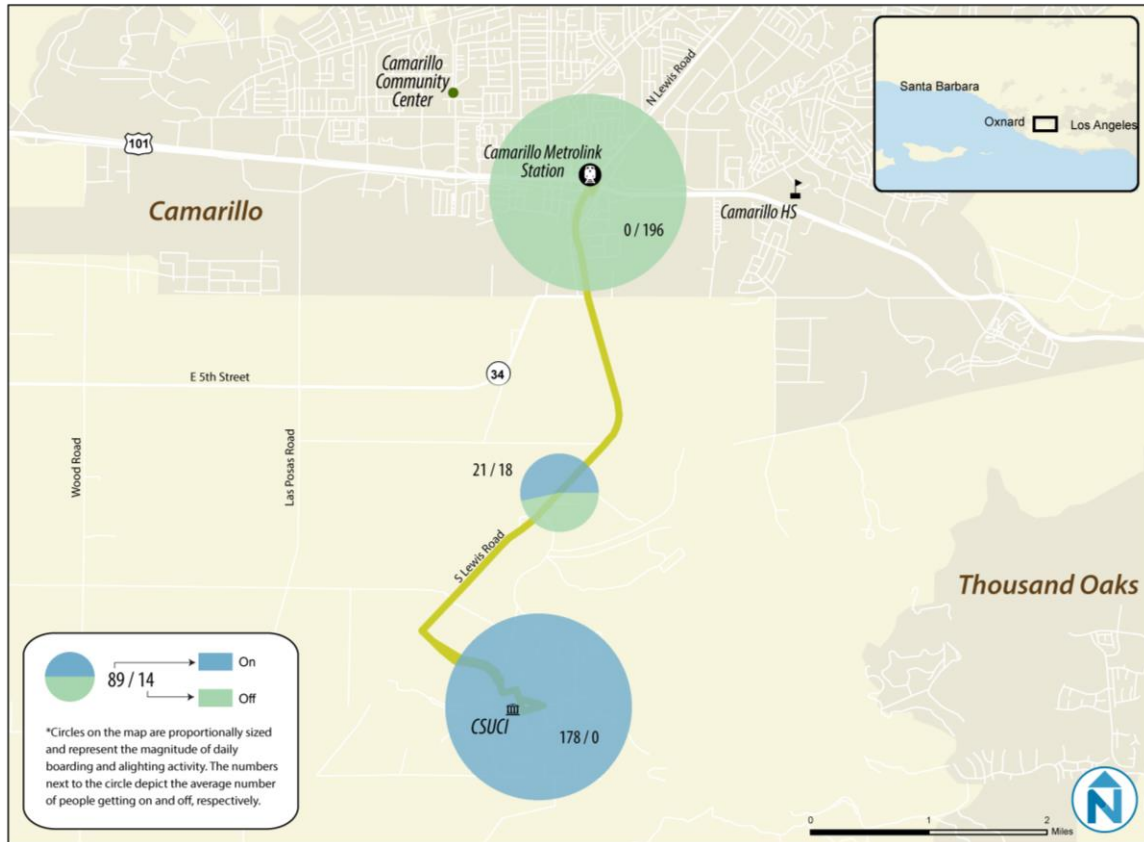 Camarillo
Community
Center
N Lewis Road
Santa Barbara
Oxnard
Los Angeles
101
Camarillo Metrolink
Station
Camarillo HS
Camarillo
0 / 196
E 5th Street
34
Wood Road
Las Posas Road
21 / 18
S Lewis Road
Thousand Oaks
CSUCI
178 / 0
89 / 14
On
Off
*Circles on the map are proportionally sized
and represent the magnitude of daily
boarding and alighting activity. The numbers
next to the circle depict the average number
of people getting on and off, respectively.
N
0 1 2
Miles